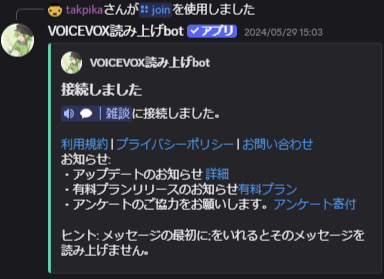 takpikaさんが join を使用しました
VOICEVOX読み上げbot ✓アプリ 2024/05/29 15:03
VOICEVOX読み上げbot
接続しました
| 雑談に接続しました。
利用規約 | プライバシーポリシー | お問い合わせ
お知らせ:
・アップデートのお知らせ 詳細
・有料プランリリースのお知らせ有料プラン
・アンケートのご協力をお願いします。アンケート寄付
ヒント: メッセージの最初に;をいれるとそのメッセージを
読み上げません。